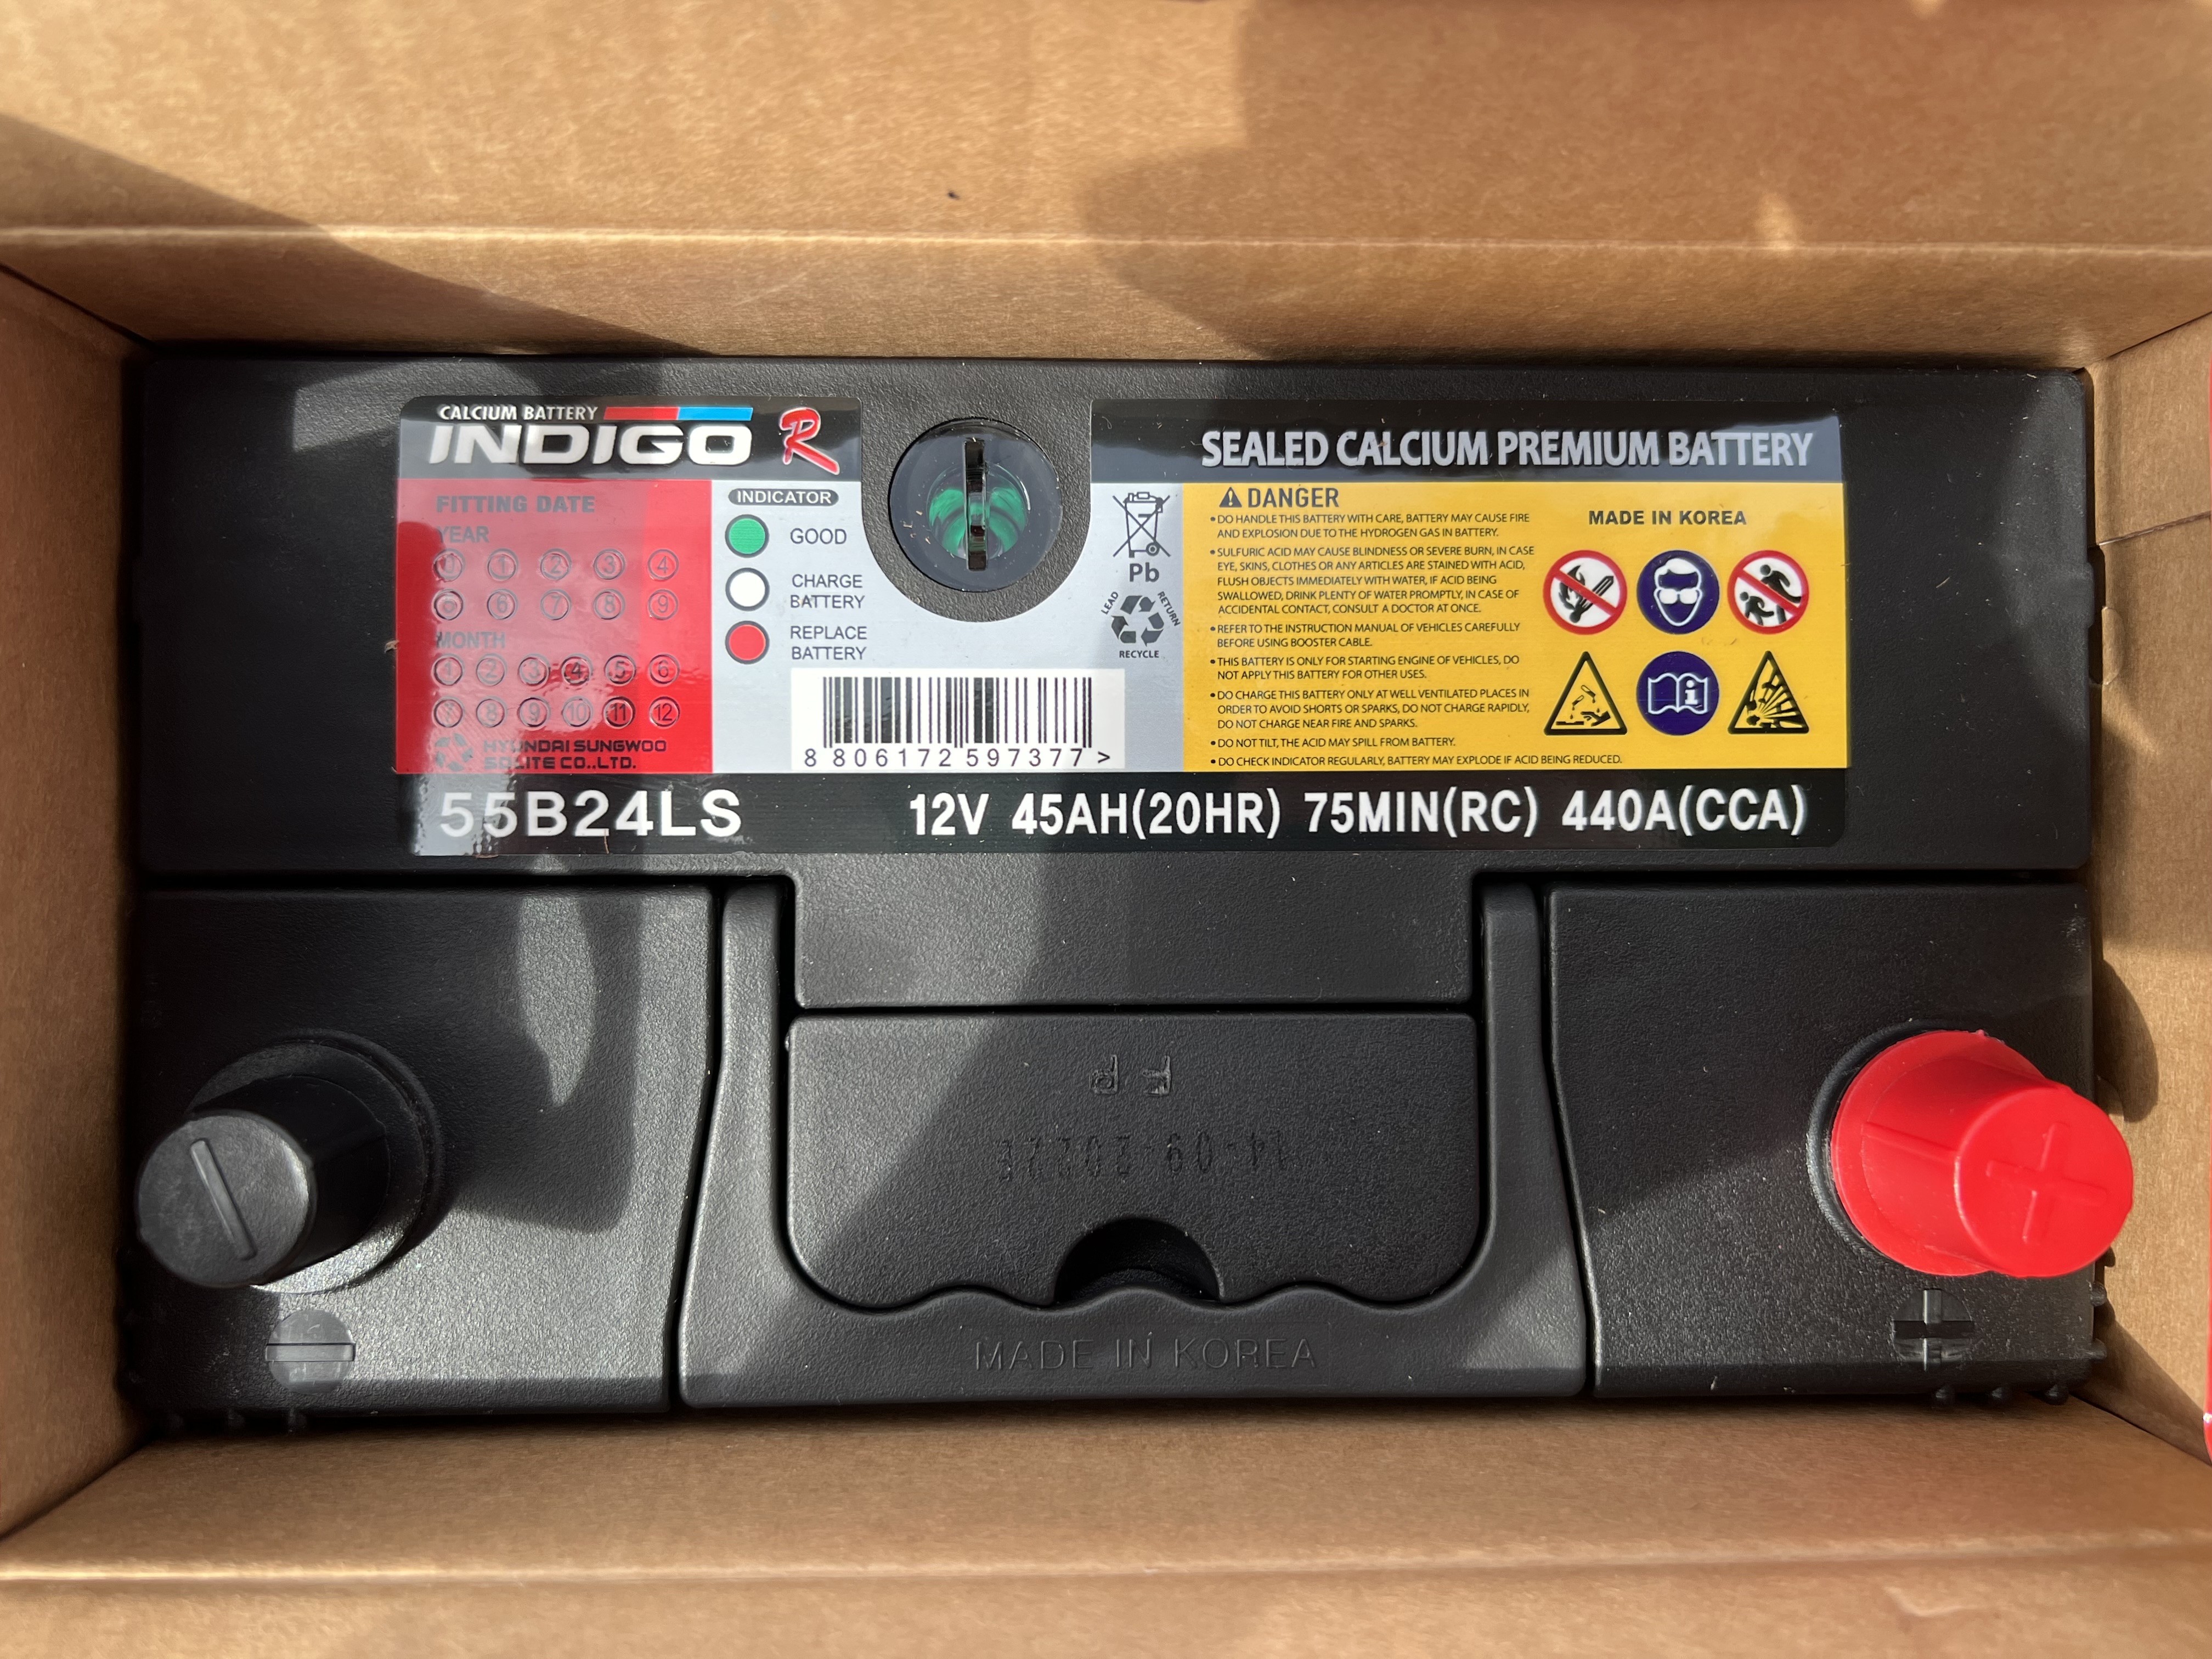 CALCIUM BATTERY
INDIGO R
SEALED CALCIUM PREMIUM BATTERY
FITTING DATE
YEAR
0 1 2 3 4
5 6 7 8 9
MONTH
1 2 3 4 5 6
7 8 9 10 11 12
HYUNDAI SUNGWOO
SOLITE CO.,LTD.
INDICATOR
GOOD
CHARGE
BATTERY
REPLACE
BATTERY
Pb
LEAD
RETURN
RECYCLE
8 806172 597377 >
DANGER
•DO HANDLE THIS BATTERY WITH CARE, BATTERY MAY CAUSE FIRE
AND EXPLOSION DUE TO THE HYDROGEN GAS IN BATTERY.
•SULFURIC ACID MAY CAUSE BLINDNESS OR SEVERE BURN, IN CASE
EYE, SKINS, CLOTHES OR ANY ARTICLES ARE STAINED WITH ACID,
FLUSH OBJECTS IMMEDIATELY WITH WATER, IF ACID BEING
SWALLOWED, DRINK PLENTY OF WATER PROMPTLY, IN CASE OF
ACCIDENTAL CONTACT, CONSULT A DOCTOR AT ONCE.
•REFER TO THE INSTRUCTION MANUAL OF VEHICLES CAREFULLY
BEFORE USING BOOSTER CABLE.
•THIS BATTERY IS ONLY FOR STARTING ENGINE OF VEHICLES, DO
NOT APPLY THIS BATTERY FOR OTHER USES.
•DO CHARGE THIS BATTERY ONLY AT WELL VENTILATED PLACES IN
ORDER TO AVOID SHORTS OR SPARKS, DO NOT CHARGE RAPIDLY,
DO NOT CHARGE NEAR FIRE AND SPARKS.
•DO NOT TILT, THE ACID MAY SPILL FROM BATTERY.
•DO CHECK INDICATOR REGULARLY, BATTERY MAY EXPLODE IF ACID BEING REDUCED.
MADE IN KOREA
55B24LS
12V 45AH(20HR) 75MIN(RC) 440A(CCA)
MADE IN KOREA